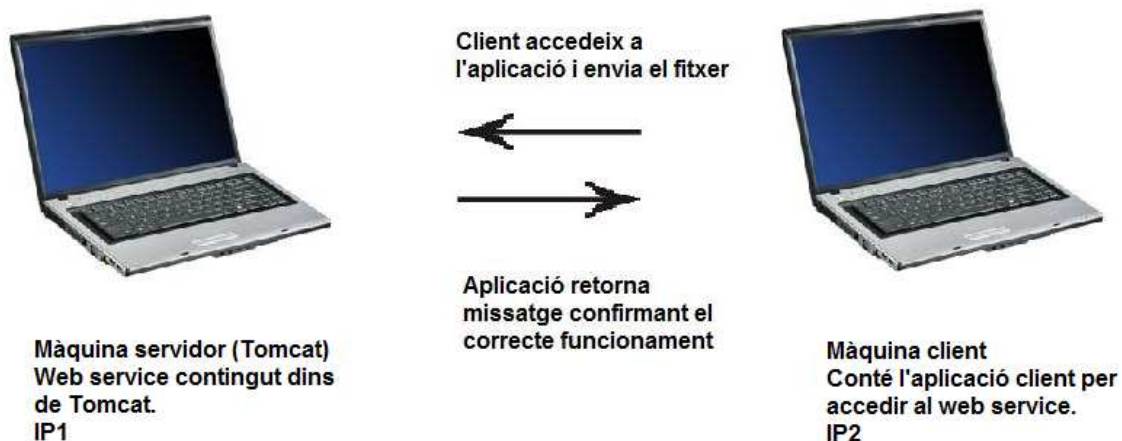 Client accedeix a
l'aplicació i envia el fitxer
Aplicació retorna
missatge confirmant el
correcte funcionament
Màquina servidor (Tomcat)
Web service contingut dins
de Tomcat.
IP1
Màquina client
Conté l'aplicació client per
accedir al web service.
IP2